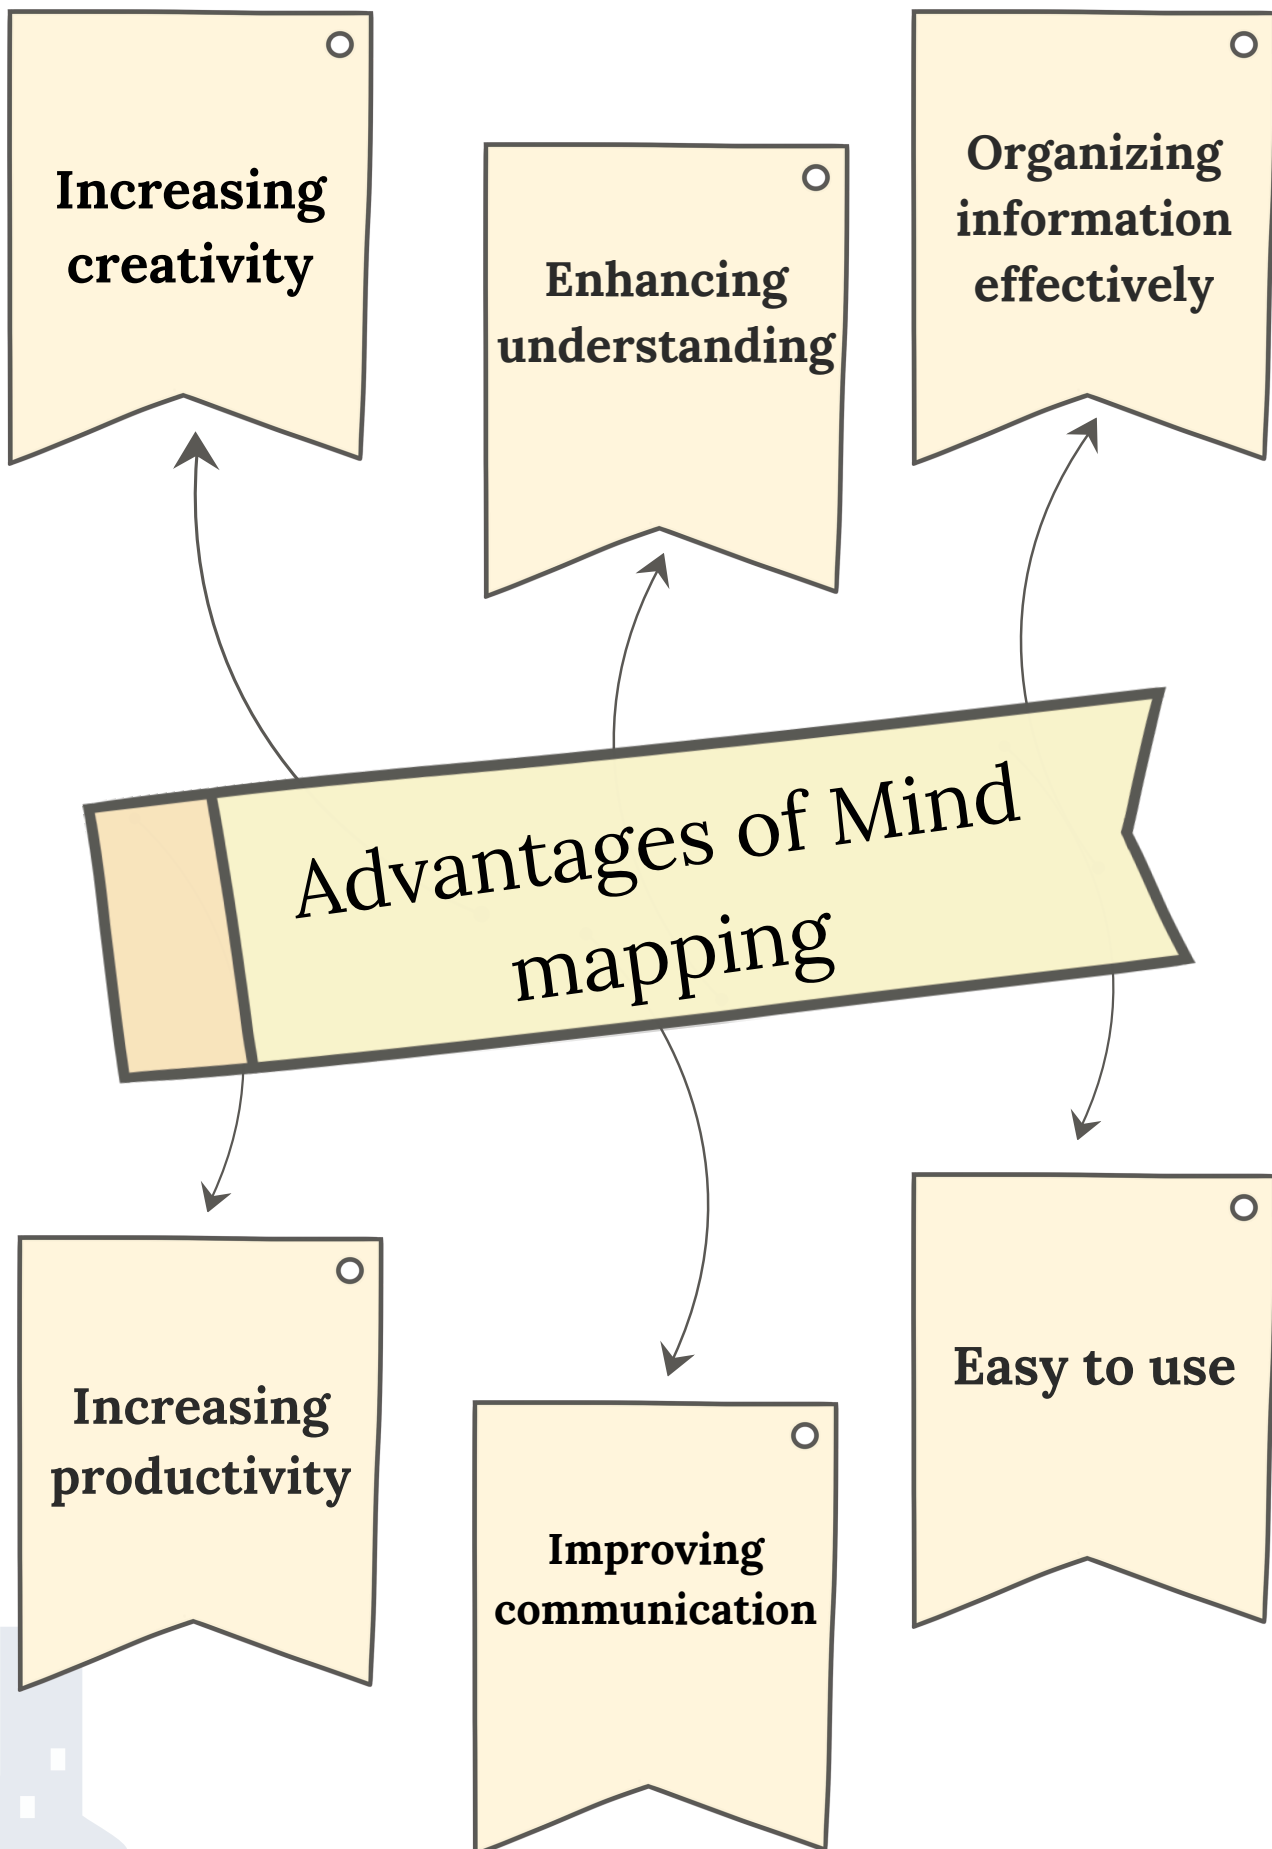 Increasing
creativity
Enhancing
understanding
Organizing
information
effectively
Advantages of Mind
mapping
Increasing
productivity
Improving
communication
Easy to use